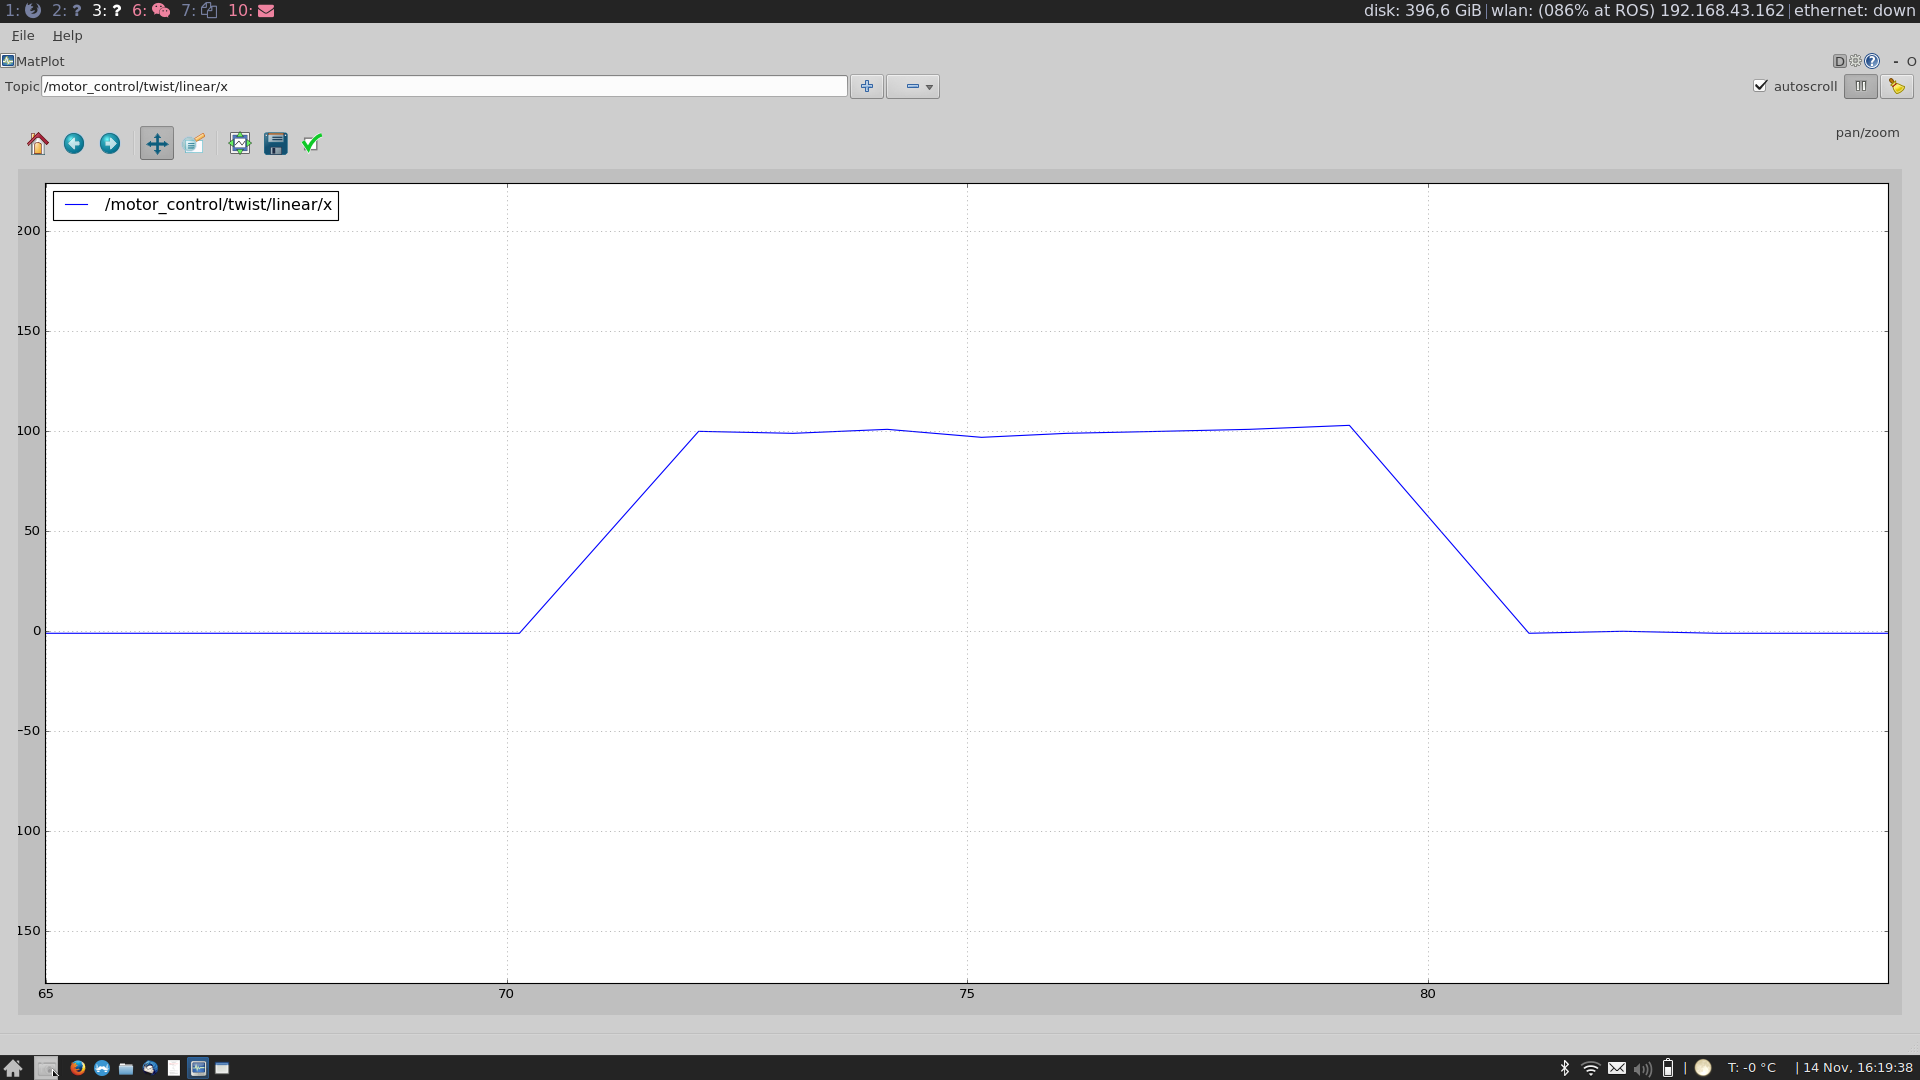 1: 2: ? 3: ? 6: 7: 10: disk: 396,6 GiB|wlan: (086% at ROS) 192.168.43.162|ethernet: down
File Help
MatPlot D ? - O
Topic /motor_control/twist/linear/x autoscroll
pan/zoom
/motor_control/twist/linear/x
200
150
100
50
0
−50
100
150
65 70 75 80
T: -0 °C | 14 Nov, 16:19:38